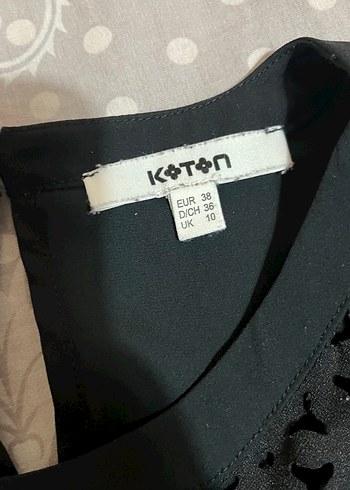 KOTON
EUR 38
D/CH 36
UK 10